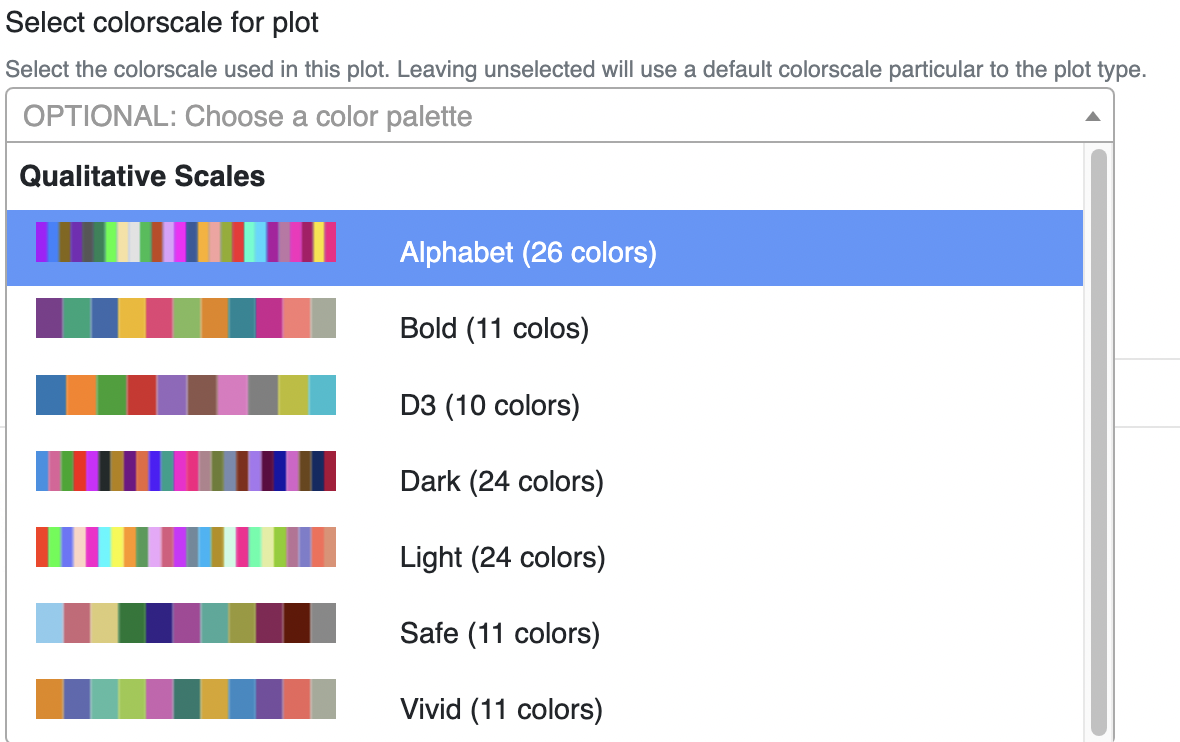 Select colorscale for plot
Select the colorscale used in this plot. Leaving unselected will use a default colorscale particular to the plot type.
OPTIONAL: Choose a color palette
Qualitative Scales
Alphabet (26 colors)
Bold (11 colos)
D3 (10 colors)
Dark (24 colors)
Light (24 colors)
Safe (11 colors)
Vivid (11 colors)